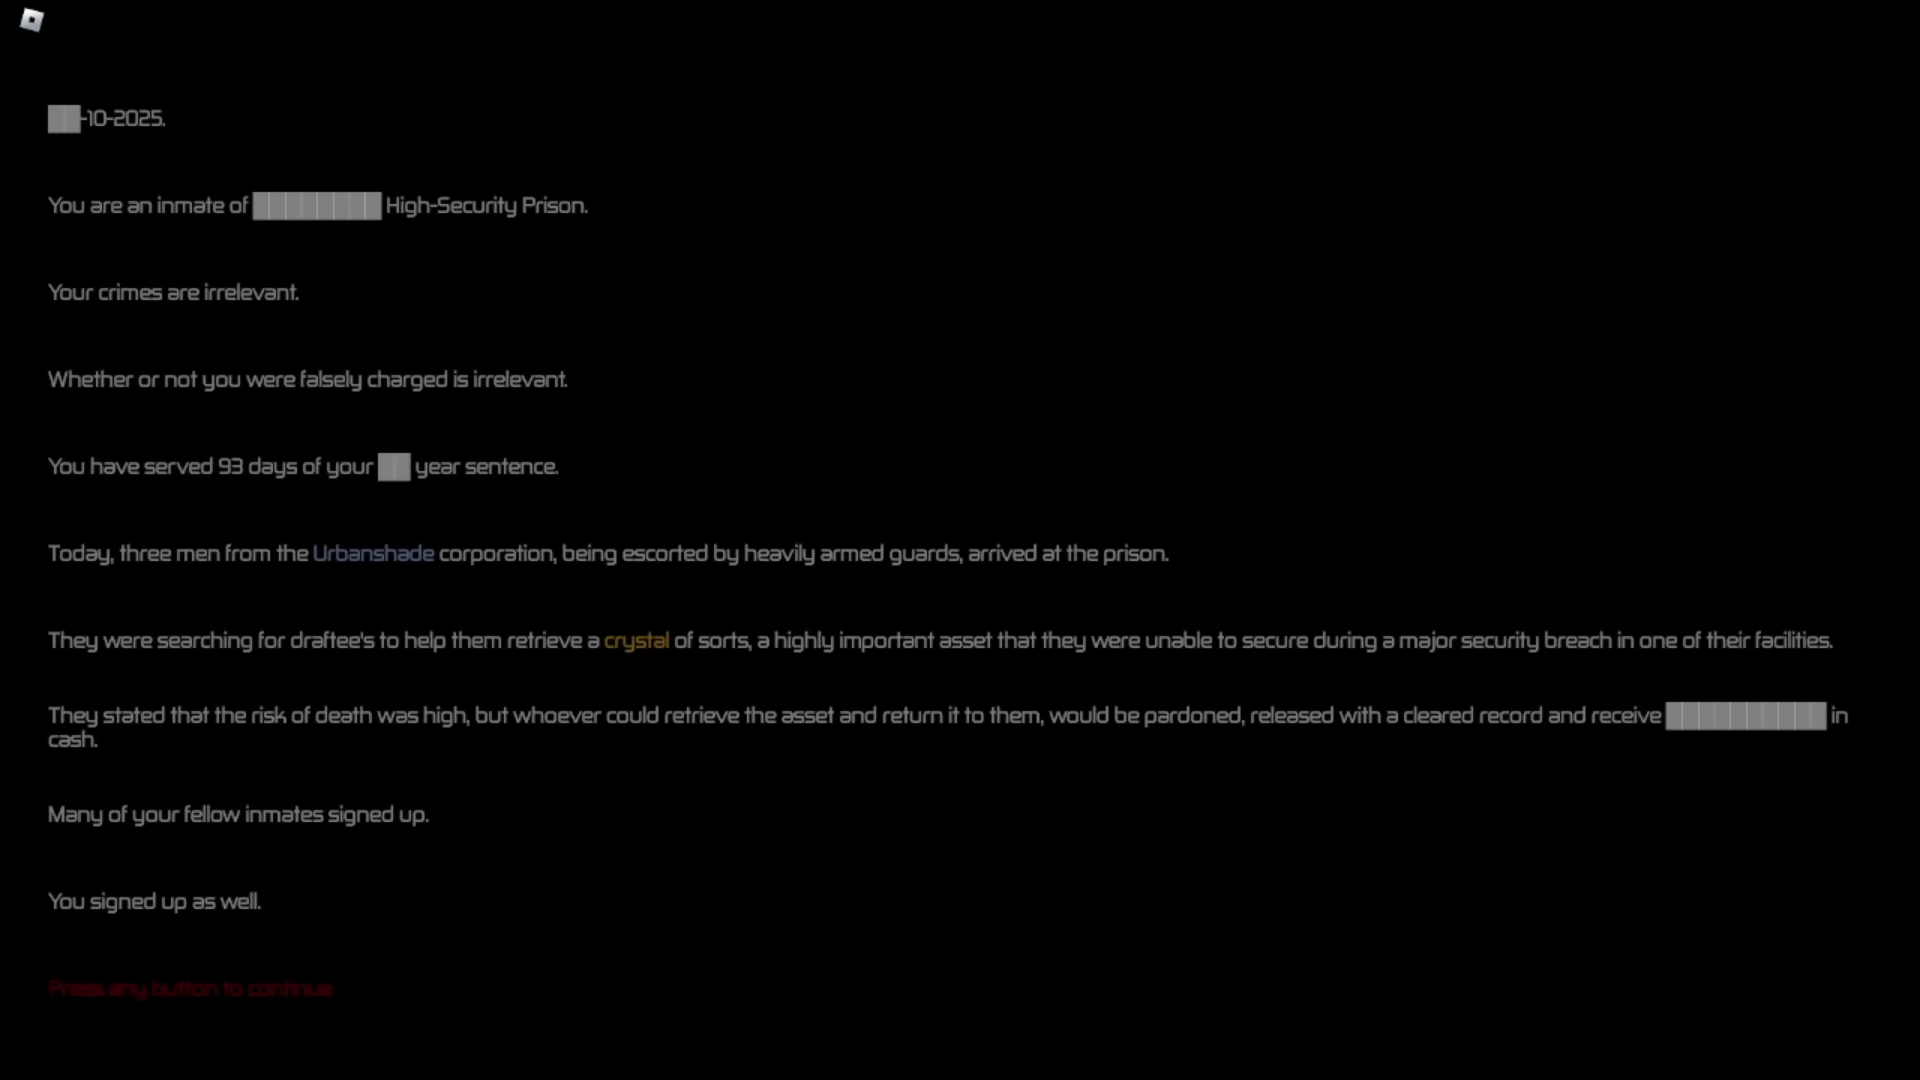 ██-10-2025.
You are an inmate of ████████ High-Security Prison.
Your crimes are irrelevant.
Whether or not you were falsely charged is irrelevant.
You have served 93 days of your ██ year sentence.
Today, three men from the Urbanshade corporation, being escorted by heavily armed guards, arrived at the prison.
They were searching for draftee's to help them retrieve a crystal of sorts, a highly important asset that they were unable to secure during a major security breach in one of their facilities.
They stated that the risk of death was high, but whoever could retrieve the asset and return it to them, would be pardoned, released with a cleared record and receive ██████████ in
cash.
Many of your fellow inmates signed up.
You signed up as well.
Press any button to continue